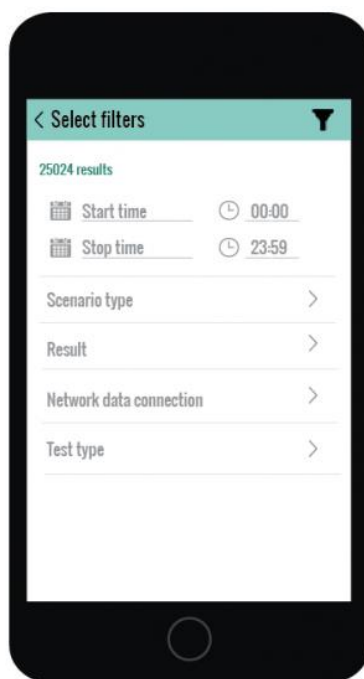 Select filters
25024 results
Start time 00:00
Stop time 23:59
Scenario type
Result
Network data connection
Test type